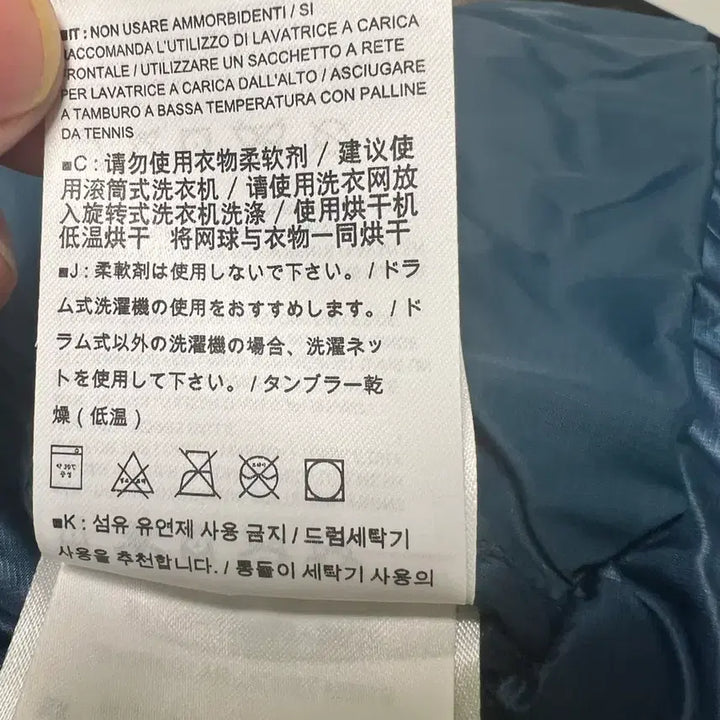 ■IT : NON USARE AMMORBIDENTI / SI
RACCOMANDA L'UTILIZZO DI LAVATRICE A CARICA
FRONTALE / UTILIZZARE UN SACCHETTO A RETE
PER LAVATRICE A CARICA DALL'ALTO / ASCIUGARE
A TAMBURO A BASSA TEMPERATURA CON PALLINE
DA TENNIS
■C : 请勿使用衣物柔软剂 / 建议使
用滚筒式洗衣机 / 请使用洗衣网放
入旋转式洗衣机洗涤 / 使用烘干机
低温烘干 将网球与衣物一同烘干
■J : 柔軟剤は使用しないで下さい。 / ドラ
ム式洗濯機の使用をおすすめします。 / ド
ラム式以外の洗濯機の場合、洗濯ネッ
トを使用して下さい。 / タンブラー乾
燥 ( 低温 )
약 30℃
중성
■K : 섬유 유연제 사용 금지 / 드럼세탁기
사용을 추천합니다. / 통돌이 세탁기 사용의